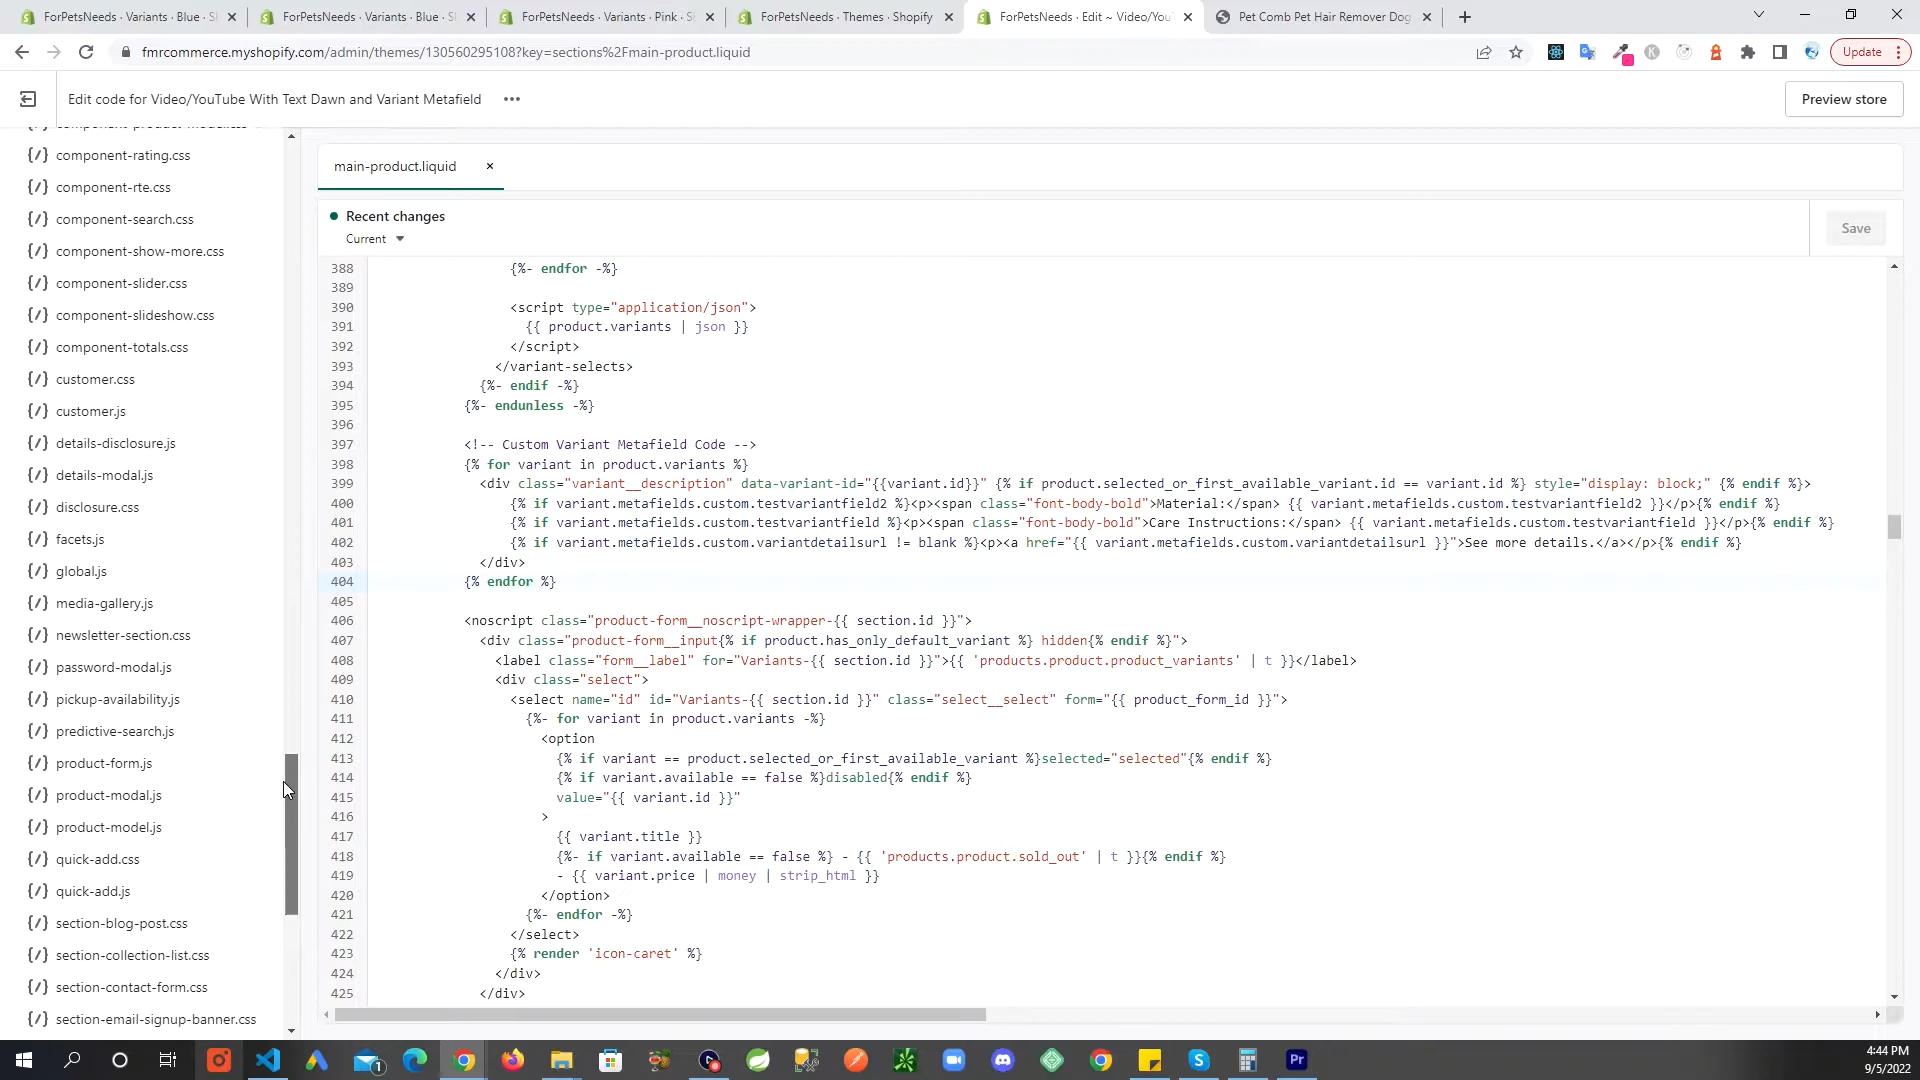 ForPetsNeeds · Variants · Blue · S
ForPetsNeeds · Variants · Blue · S
ForPetsNeeds · Variants · Pink · S
ForPetsNeeds · Themes · Shopify
ForPetsNeeds · Edit ~ Video/You
Pet Comb Pet Hair Remover Dog
fmrcommerce.myshopify.com/admin/themes/130560295108?key=sections%2Fmain-product.liquid
Update
Edit code for Video/YouTube With Text Dawn and Variant Metafield
Preview store
component-rating.css
component-rte.css
component-search.css
component-show-more.css
component-slider.css
component-slideshow.css
component-totals.css
customer.css
customer.js
details-disclosure.js
details-modal.js
disclosure.css
facets.js
global.js
media-gallery.js
newsletter-section.css
password-modal.js
pickup-availability.js
predictive-search.js
product-form.js
product-modal.js
product-model.js
quick-add.css
quick-add.js
section-blog-post.css
section-collection-list.css
section-contact-form.css
section-email-signup-banner.css
main-product.liquid
Recent changes
Current
Save
388 {%- endfor -%}
389
390 <script type="application/json">
391 {{ product.variants | json }}
392 </script>
393 </variant-selects>
394 {%- endif -%}
395 {%- endunless -%}
396
397 <!-- Custom Variant Metafield Code -->
398 {% for variant in product.variants %}
399 <div class="variant__description" data-variant-id="{{variant.id}}" {% if product.selected_or_first_available_variant.id == variant.id %} style="display: block;" {% endif %}>
400 {% if variant.metafields.custom.testvariantfield2 %}<p><span class="font-body-bold">Material:</span> {{ variant.metafields.custom.testvariantfield2 }}</p>{% endif %}
401 {% if variant.metafields.custom.testvariantfield %}<p><span class="font-body-bold">Care Instructions:</span> {{ variant.metafields.custom.testvariantfield }}</p>{% endif %}
402 {% if variant.metafields.custom.variantdetailsurl != blank %}<p><a href="{{ variant.metafields.custom.variantdetailsurl }}">See more details.</a></p>{% endif %}
403 </div>
404 {% endfor %}
405
406 <noscript class="product-form__noscript-wrapper-{{ section.id }}">
407 <div class="product-form__input{% if product.has_only_default_variant %} hidden{% endif %}">
408 <label class="form__label" for="Variants-{{ section.id }}">{{ 'products.product.product_variants' | t }}</label>
409 <div class="select">
410 <select name="id" id="Variants-{{ section.id }}" class="select__select" form="{{ product_form_id }}">
411 {%- for variant in product.variants -%}
412 <option
413 {% if variant == product.selected_or_first_available_variant %}selected="selected"{% endif %}
414 {% if variant.available == false %}disabled{% endif %}
415 value="{{ variant.id }}"
416 >
417 {{ variant.title }}
418 {%- if variant.available == false %} - {{ 'products.product.sold_out' | t }}{% endif %}
419 - {{ variant.price | money | strip_html }}
420 </option>
421 {%- endfor -%}
422 </select>
423 {% render 'icon-caret' %}
424 </div>
425 </div>
4:44 PM
9/5/2022